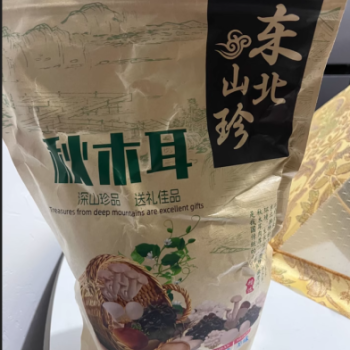 东北
山珍
秋木耳
深山珍品 送礼佳品
Treasures from deep mountains are excellent gifts